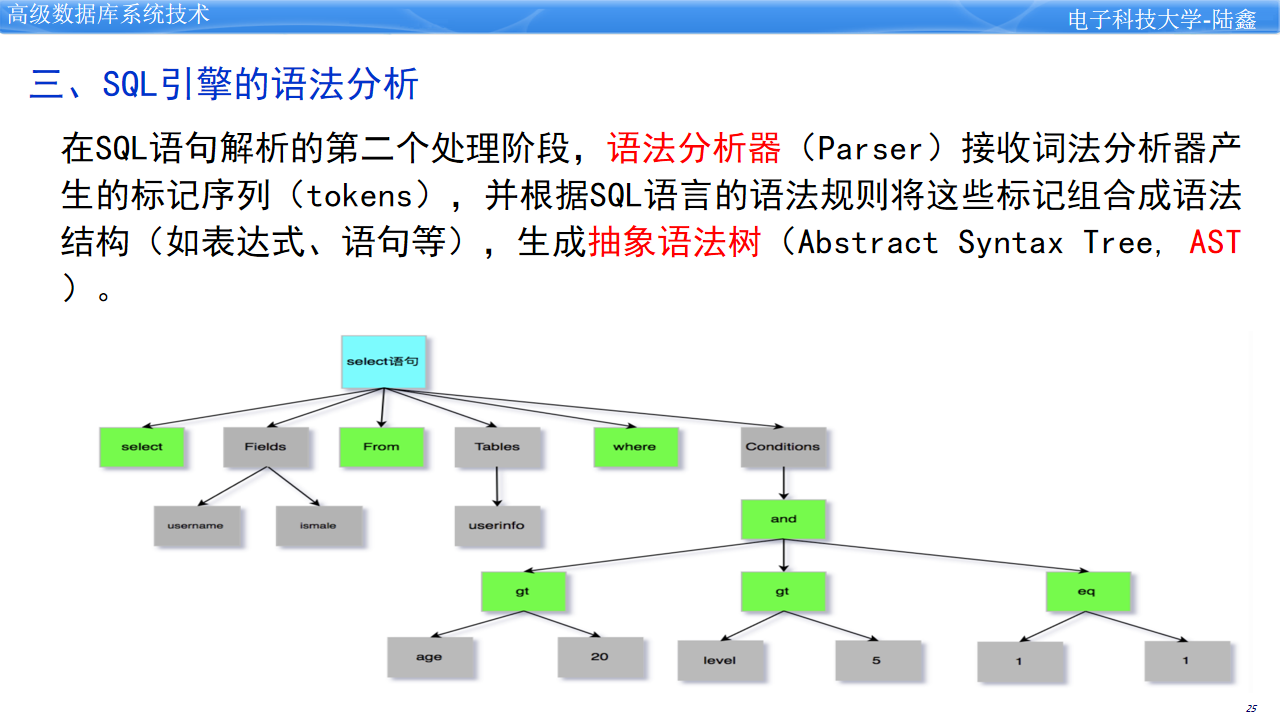 高级数据库系统技术
电子科技大学-陆鑫
三、SQL引擎的语法分析
在SQL语句解析的第二个处理阶段，语法分析器（Parser）接收词法分析器产
生的标记序列（tokens），并根据SQL语言的语法规则将这些标记组合成语法
结构（如表达式、语句等），生成抽象语法树（Abstract Syntax Tree, AST
）。
select语句
select
Fields
From
Tables
where
Conditions
username
ismale
userinfo
and
gt
gt
eq
age
20
level
5
1
1
25